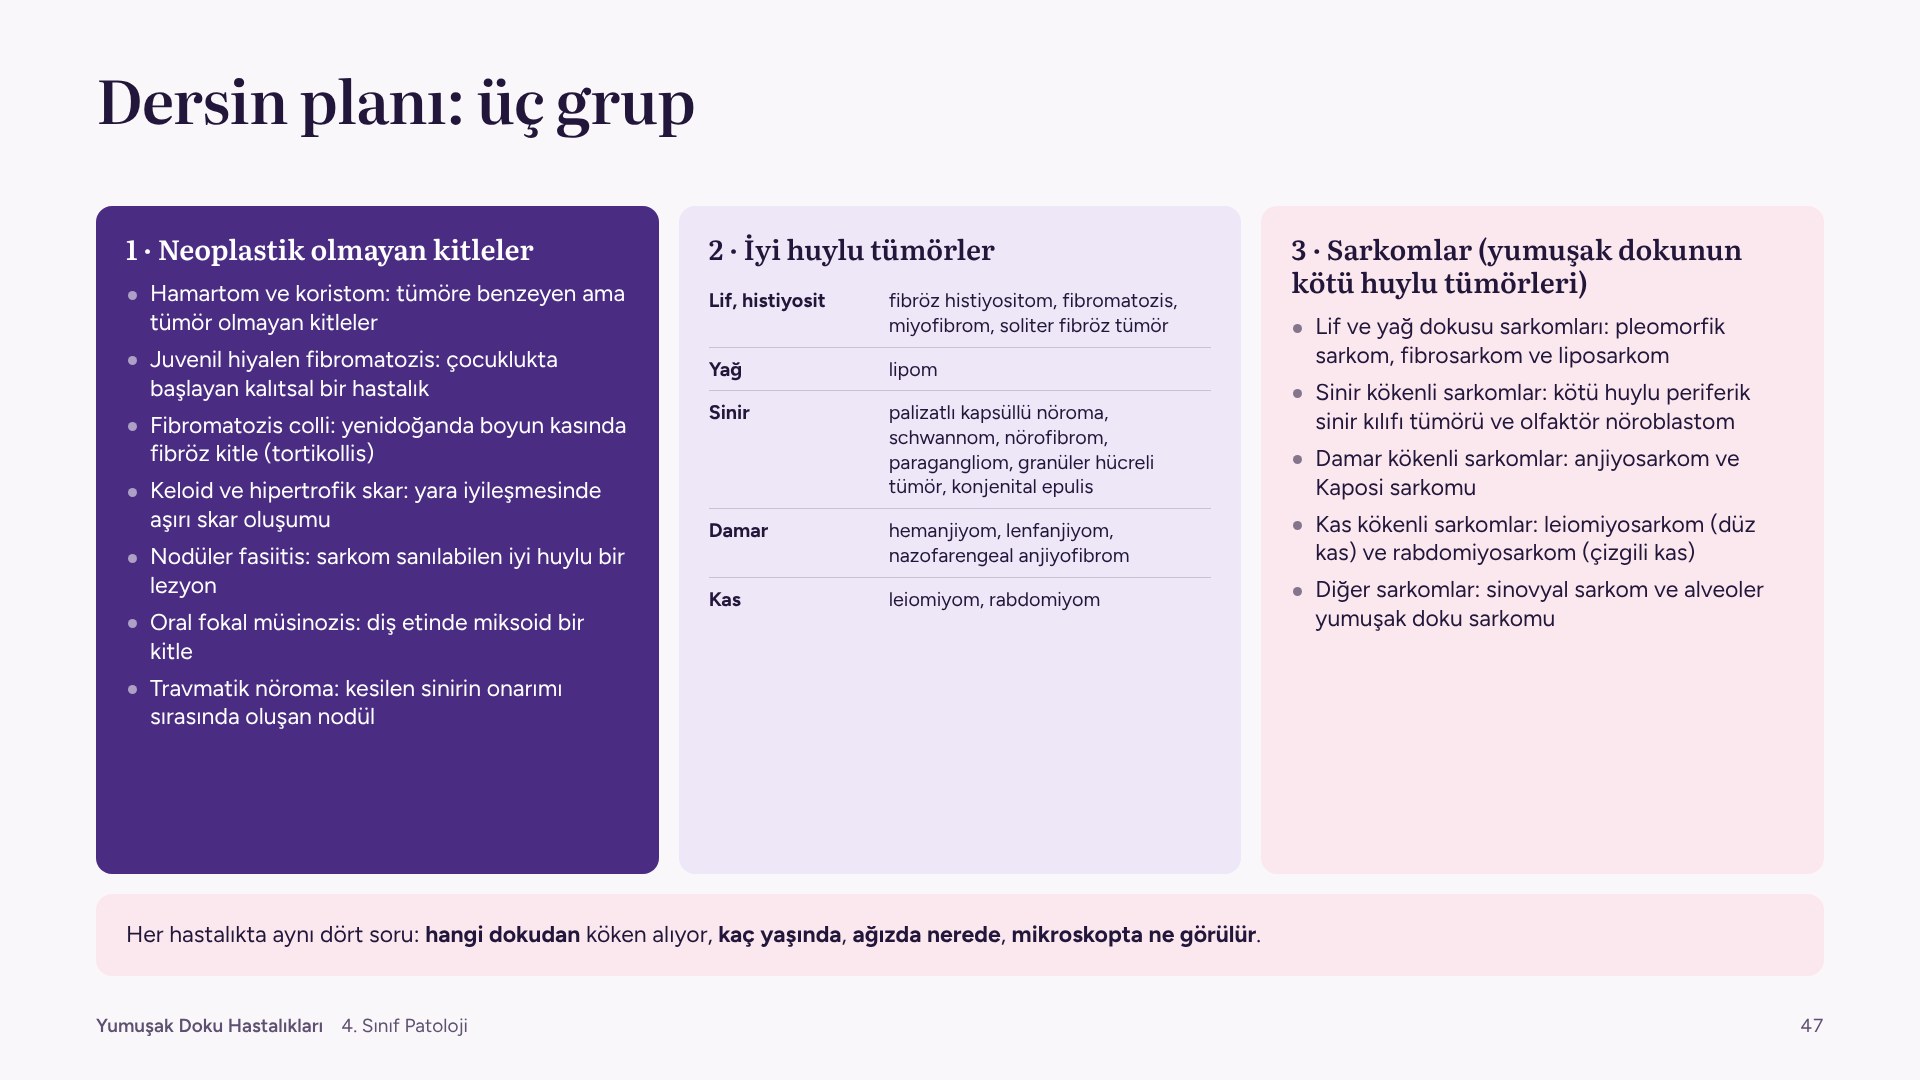 Dersin planı: üç grup
1 · Neoplastik olmayan kitleler
Hamartom ve koristom: tümöre benzeyen ama
tümör olmayan kitleler
Juvenil hiyalen fibromatozis: çocuklukta
başlayan kalıtsal bir hastalık
Fibromatozis colli: yenidoğanda boyun kasında
fibröz kitle (tortikollis)
Keloid ve hipertrofik skar: yara iyileşmesinde
aşırı skar oluşumu
Nodüler fasiitis: sarkom sanılabilen iyi huylu bir
lezyon
Oral fokal müsinozis: diş etinde miksoid bir
kitle
Travmatik nöroma: kesilen sinirin onarımı
sırasında oluşan nodül
2 · İyi huylu tümörler
Lif, histiyosit fibröz histiyositom, fibromatozis,
miyofibrom, soliter fibröz tümör
Yağ lipom
Sinir palizatlı kapsüllü nöroma,
schwannom, nörofibrom,
paragangliom, granüler hücreli
tümör, konjenital epulis
Damar hemanjiyom, lenfanjiyom,
nazofarengeal anjiyofibrom
Kas leiomiyom, rabdomiyom
3 · Sarkomlar (yumuşak dokunun
kötü huylu tümörleri)
Lif ve yağ dokusu sarkomları: pleomorfik
sarkom, fibrosarkom ve liposarkom
Sinir kökenli sarkomlar: kötü huylu periferik
sinir kılıfı tümörü ve olfaktör nöroblastom
Damar kökenli sarkomlar: anjiyosarkom ve
Kaposi sarkomu
Kas kökenli sarkomlar: leiomiyosarkom (düz
kas) ve rabdomiyosarkom (çizgili kas)
Diğer sarkomlar: sinovyal sarkom ve alveoler
yumuşak doku sarkomu
Her hastalıkta aynı dört soru: hangi dokudan köken alıyor, kaç yaşında, ağızda nerede, mikroskopta ne görülür.
Yumuşak Doku Hastalıkları 4. Sınıf Patoloji
47